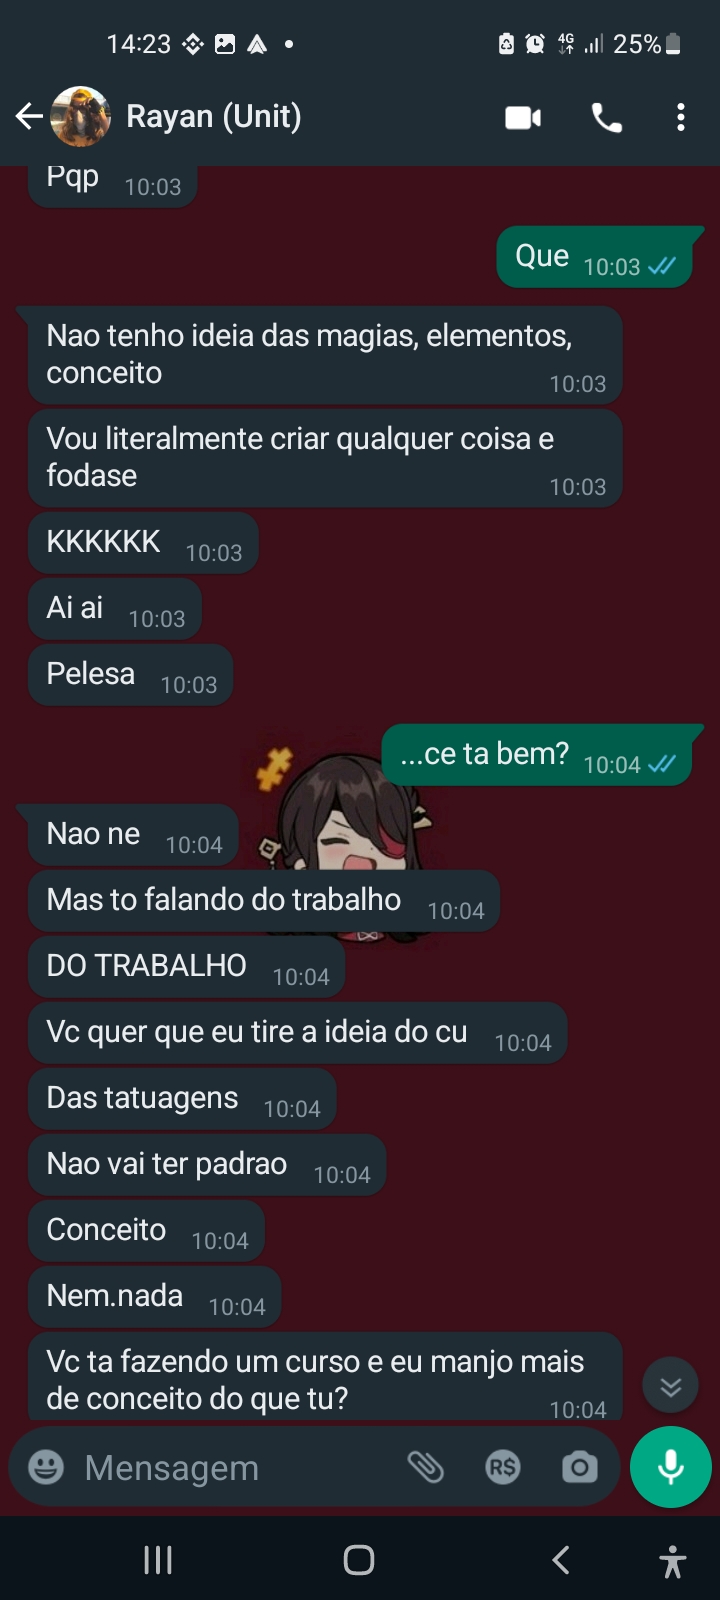 14:23
4G
25%
Rayan (Unit)
Pqp 10:03
Que 10:03
Nao tenho ideia das magias, elementos,
conceito
10:03
Vou literalmente criar qualquer coisa e
fodase
10:03
KKKKKK 10:03
Ai ai 10:03
Pelesa 10:03
...ce ta bem? 10:04
Nao ne 10:04
Mas to falando do trabalho 10:04
DO TRABALHO 10:04
Vc quer que eu tire a ideia do cu 10:04
Das tatuagens 10:04
Nao vai ter padrao 10:04
Conceito 10:04
Nem.nada 10:04
Vc ta fazendo um curso e eu manjo mais
de conceito do que tu?
10:04
Mensagem
R$